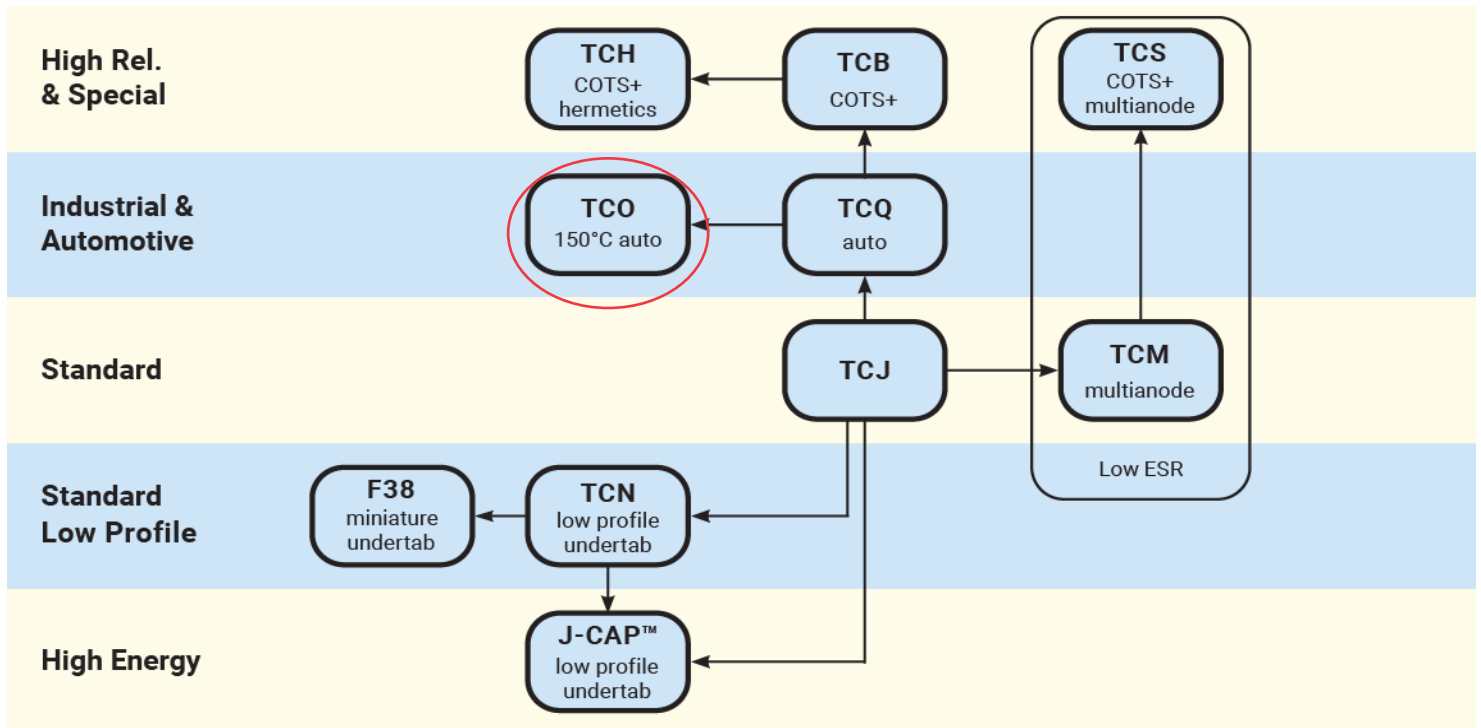 High Rel.
& Special
TCH
COTS+
hermetics
TCB
COTS+
TCS
COTS+
multianode
Industrial &
Automotive
TCO
150°C auto
TCQ
auto
Standard
TCJ
TCM
multianode
Low ESR
Standard
Low Profile
F38
miniature
undertab
TCN
low profile
undertab
High Energy
J-CAP™
low profile
undertab